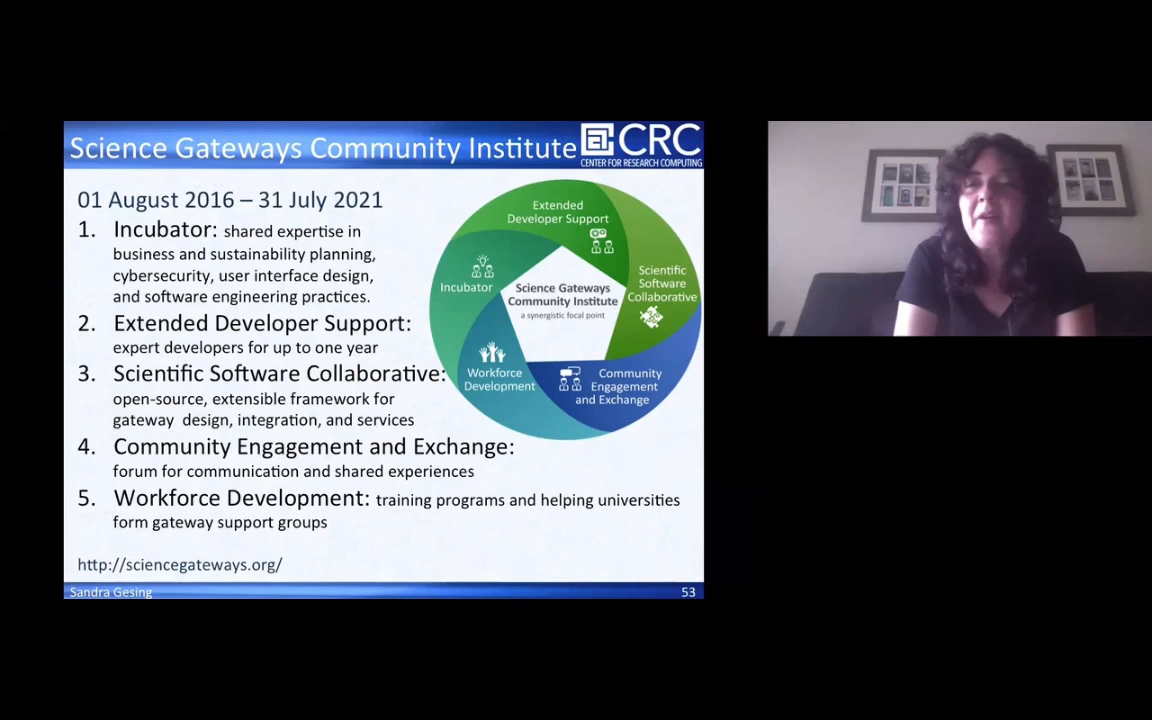 Science Gateways Community Institute
CRC
CENTER FOR RESEARCH COMPUTING
01 August 2016 – 31 July 2021
1. Incubator: shared expertise in
business and sustainability planning,
cybersecurity, user interface design,
and software engineering practices.
2. Extended Developer Support:
expert developers for up to one year
3. Scientific Software Collaborative:
open-source, extensible framework for
gateway design, integration, and services
4. Community Engagement and Exchange:
forum for communication and shared experiences
5. Workforce Development: training programs and helping universities
form gateway support groups
http://sciencegateways.org/
Extended
Developer Support
Scientific
Software
Collaborative
Community
Engagement
and Exchange
Workforce
Development
Incubator
Science Gateways
Community Institute
a synergistic focal point
Sandra Gesing
53